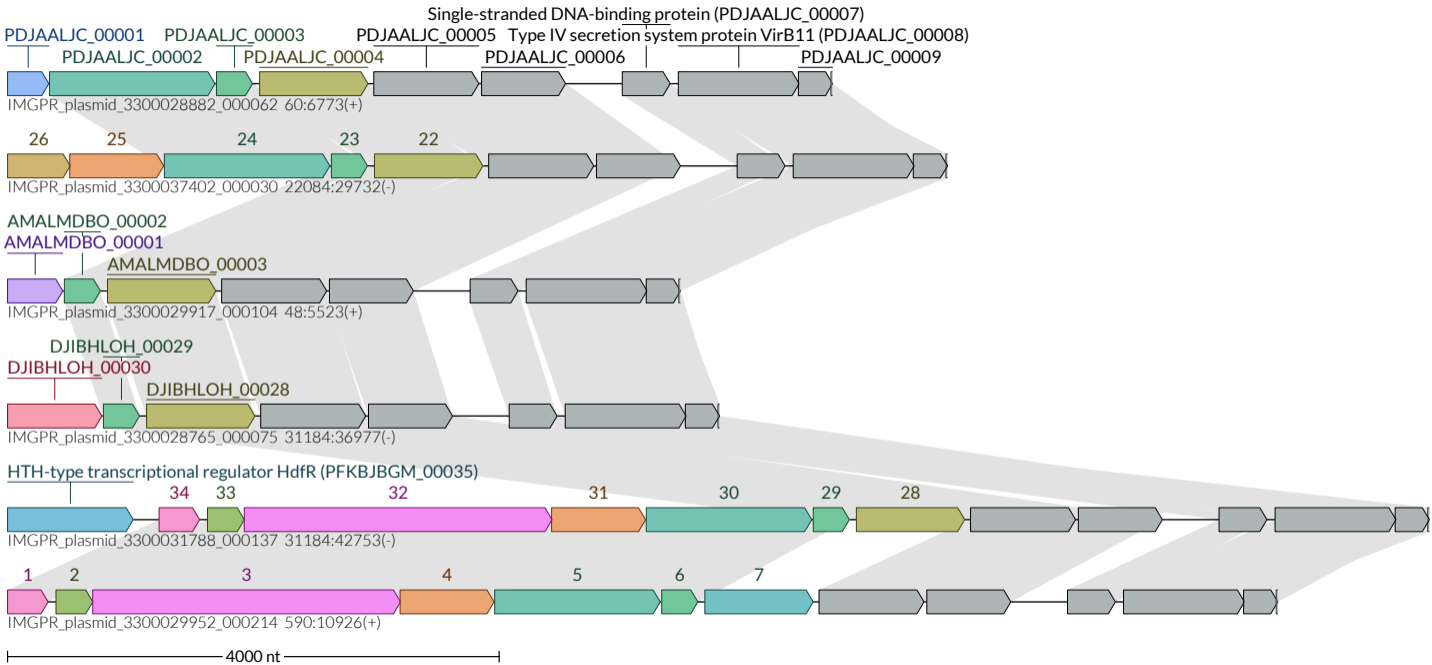 Single-stranded DNA-binding protein (PDJAALJC_00007)
PDJAALJC_00001 PDJAALJC_00003 PDJAALJC_00005 Type IV secretion system protein VirB11 (PDJAALJC_00008)
PDJAALJC_00002 PDJAALJC_00004 PDJAALJC_00006 PDJAALJC_00009
IMGPR_plasmid_3300028882_000062 60:6773(+)
26 25 24 23 22
IMGPR_plasmid_3300037402_000030 22084:29732(-)
AMALMDBO_00002
AMALMDBO_00001
AMALMDBO_00003
IMGPR_plasmid_3300029917_000104 48:5523(+)
DJIBHLOH_00029
DJIBHLOH_00030
DJIBHLOH_00028
IMGPR_plasmid_3300028765_000075 31184:36977(-)
HTH-type transcriptional regulator HdfR (PFKBJBGM_00035)
34 33 32 31 30 29 28
IMGPR_plasmid_3300031788_000137 31184:42753(-)
1 2 3 4 5 6 7
IMGPR_plasmid_3300029952_000214 590:10926(+)
4000 nt